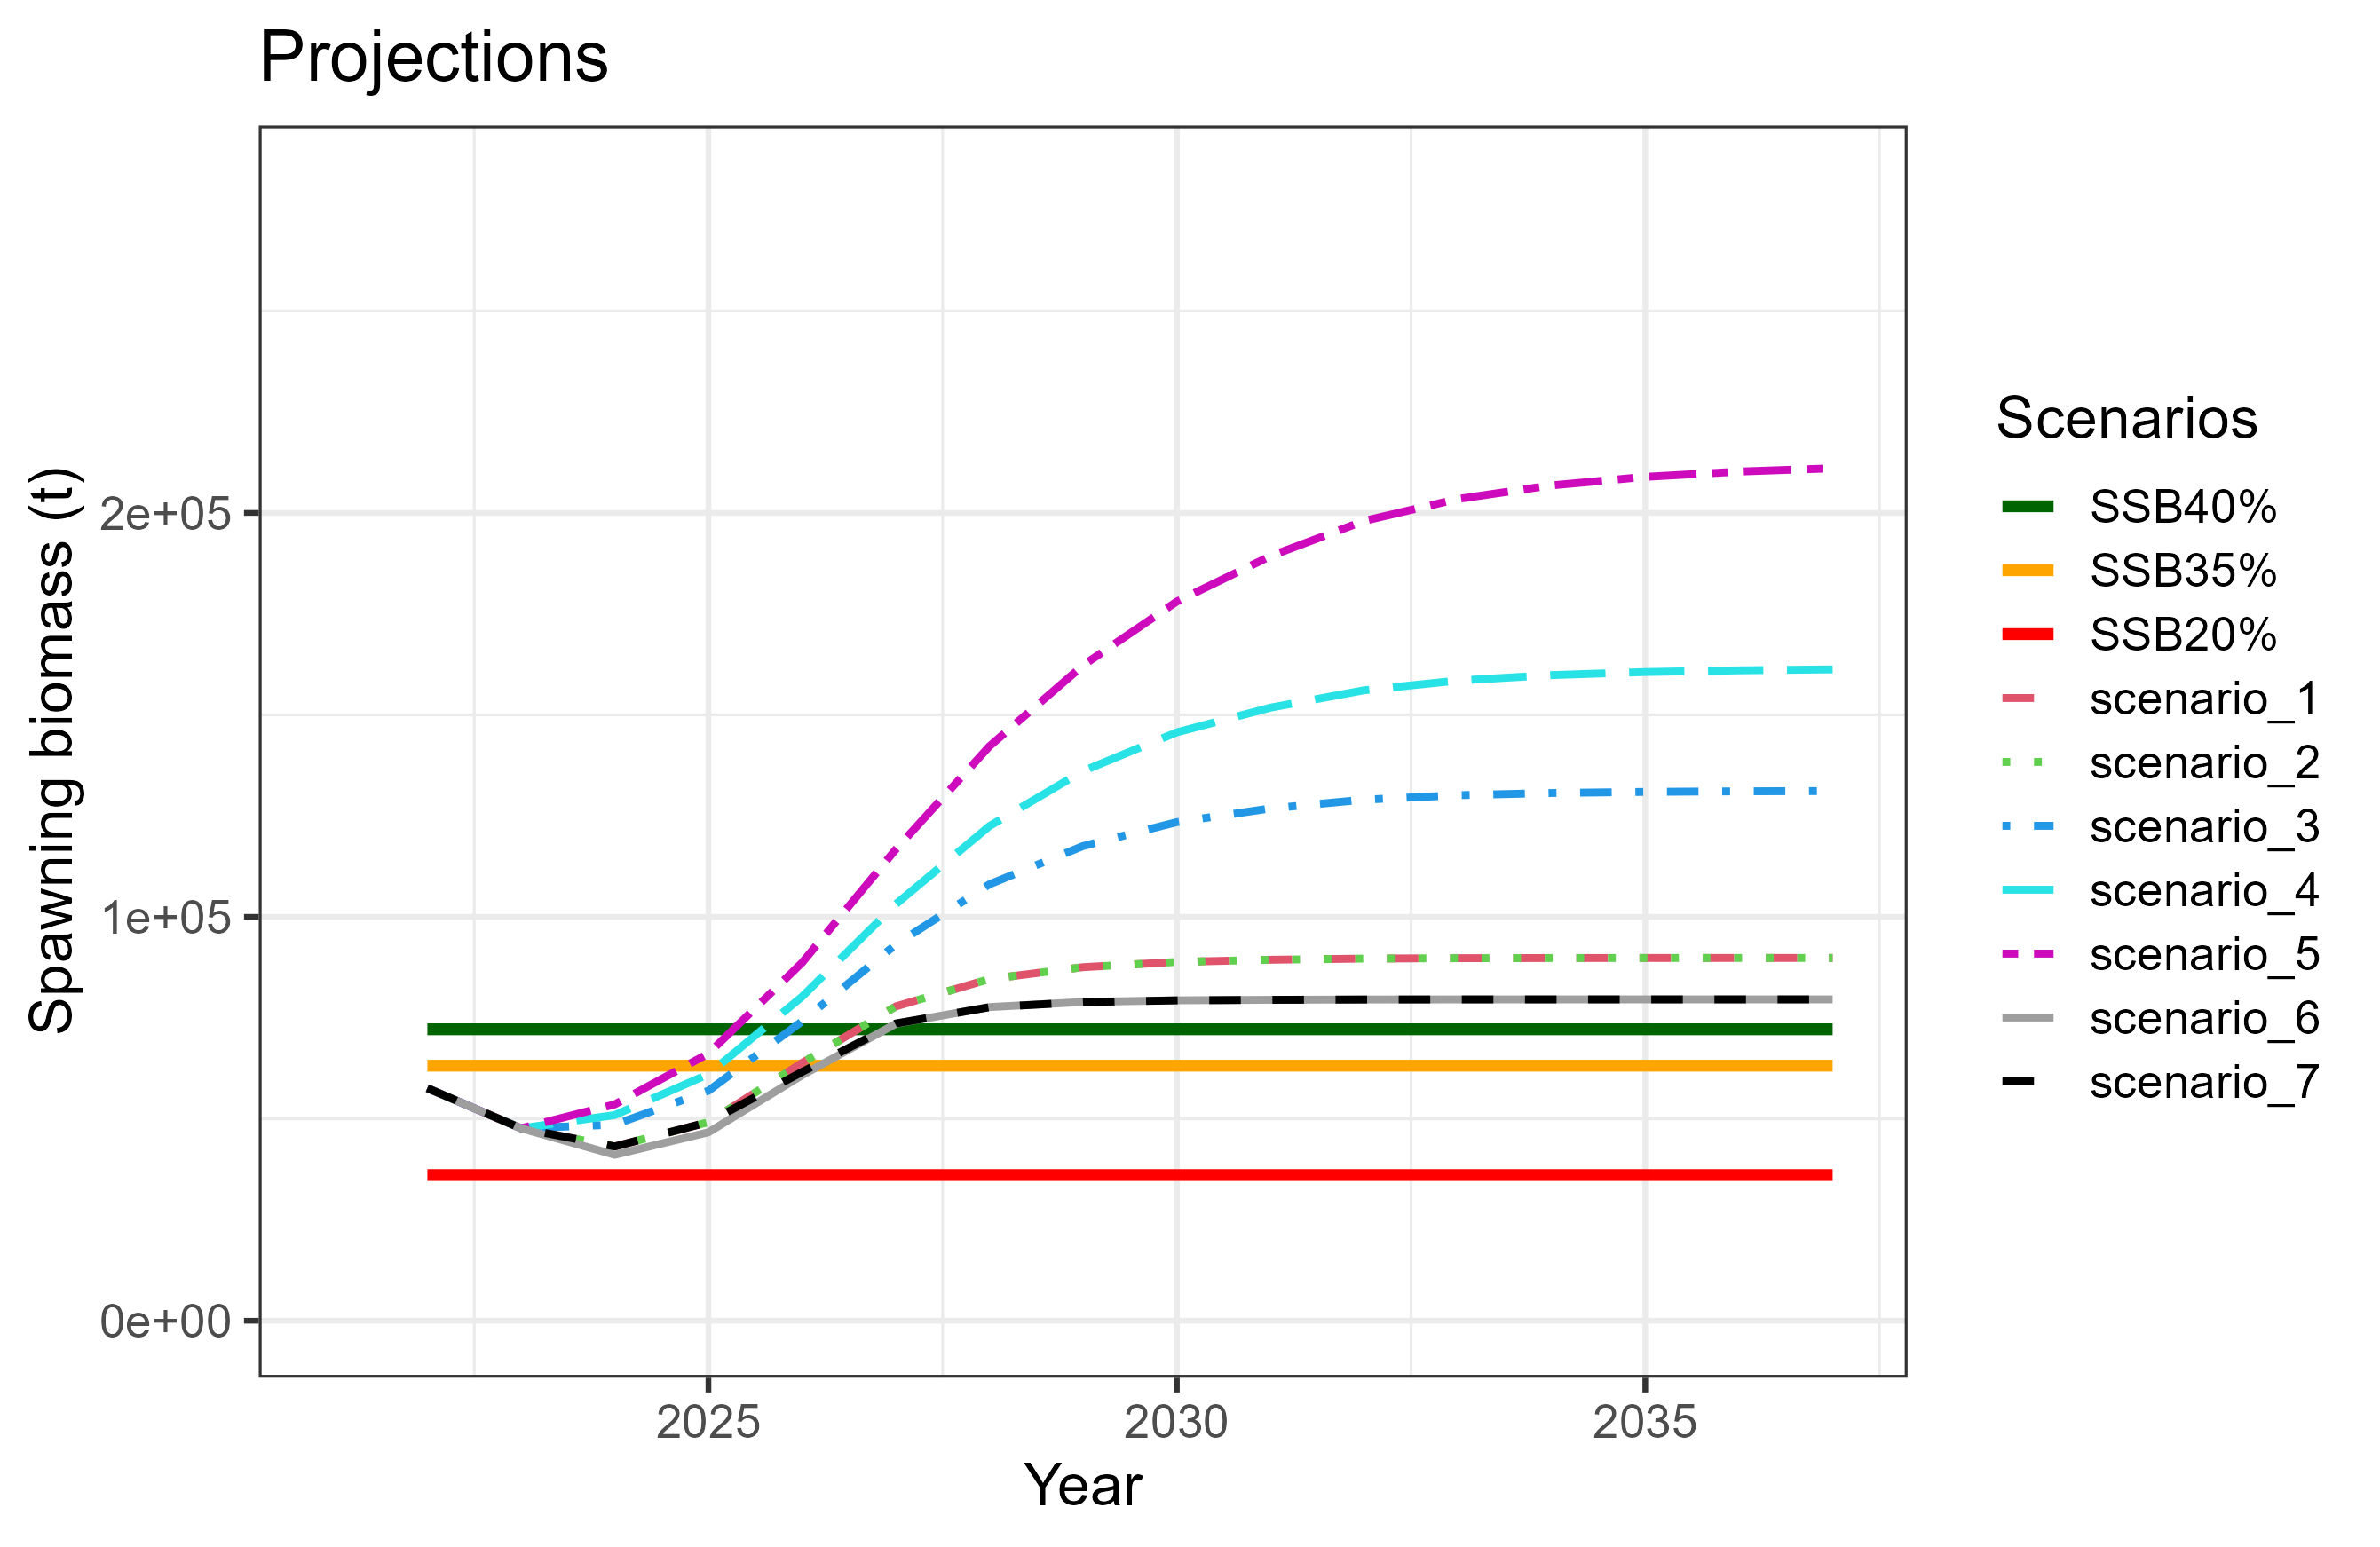 Projections
Spawning biomass (t)
2e+05
1e+05
0e+00
2025
2030
2035
Year
Scenarios
SSB40%
SSB35%
SSB20%
scenario_1
scenario_2
scenario_3
scenario_4
scenario_5
scenario_6
scenario_7